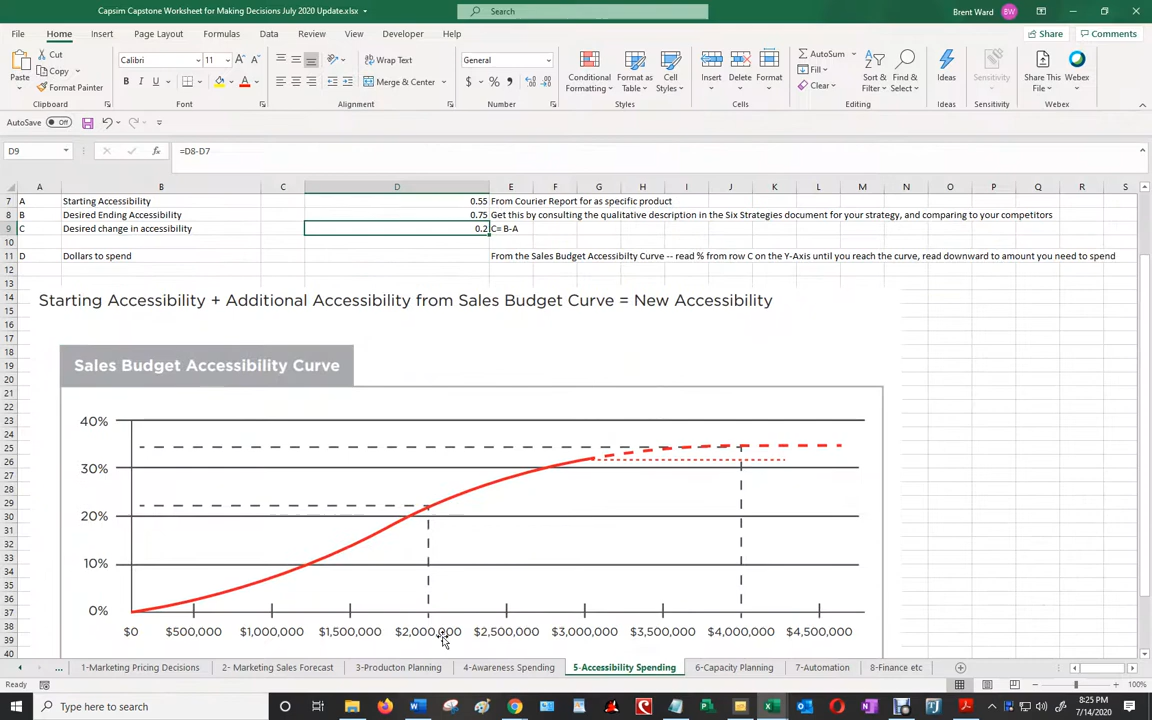 Capsim Capstone Worksheet for Making Decisions July 2020 Update.xlsx
Search
Brent Ward BW
File Home Insert Page Layout Formulas Data Review View Developer Help Share Comments
Paste Cut Copy Format Painter Clipboard
Calibri 11 B I U Font
Wrap Text Merge & Center Alignment
General $ % Number
Conditional Formatting Format as Table Cell Styles Styles
Insert Delete Format Cells
AutoSum Fill Clear Sort & Filter Find & Select Editing
Ideas Ideas Sensitivity Sensitivity Share This File Webex Webex
AutoSave Off
D9 fx =D8-D7
A B C D E F G H I J K L M N O P Q R S
7 A Starting Accessibility 0.55 From Courier Report for as specific product
8 B Desired Ending Accessibility 0.75 Get this by consulting the qualitative description in the Six Strategies document for your strategy, and comparing to your competitors
9 C Desired change in accessibility 0.2 C= B-A
10
11 D Dollars to spend From the Sales Budget Accessibilty Curve -- read % from row C on the Y-Axis until you reach the curve, read downward to amount you need to spend
12
13
14 Starting Accessibility + Additional Accessibility from Sales Budget Curve = New Accessibility
15
16
17
18
19 Sales Budget Accessibility Curve
20
21
22
23 40%
24
25
26 30%
27
28
29
30 20%
31
32
33 10%
34
35
36
37 0%
38 $0 $500,000 $1,000,000 $1,500,000 $2,000,000 $2,500,000 $3,000,000 $3,500,000 $4,000,000 $4,500,000
39
40
... 1-Marketing Pricing Decisions 2- Marketing Sales Forecast 3-Producton Planning 4-Awareness Spending 5-Accessibility Spending 6-Capacity Planning 7-Automation 8-Finance etc
Ready 100%
Type here to search
8:25 PM
7/14/2020